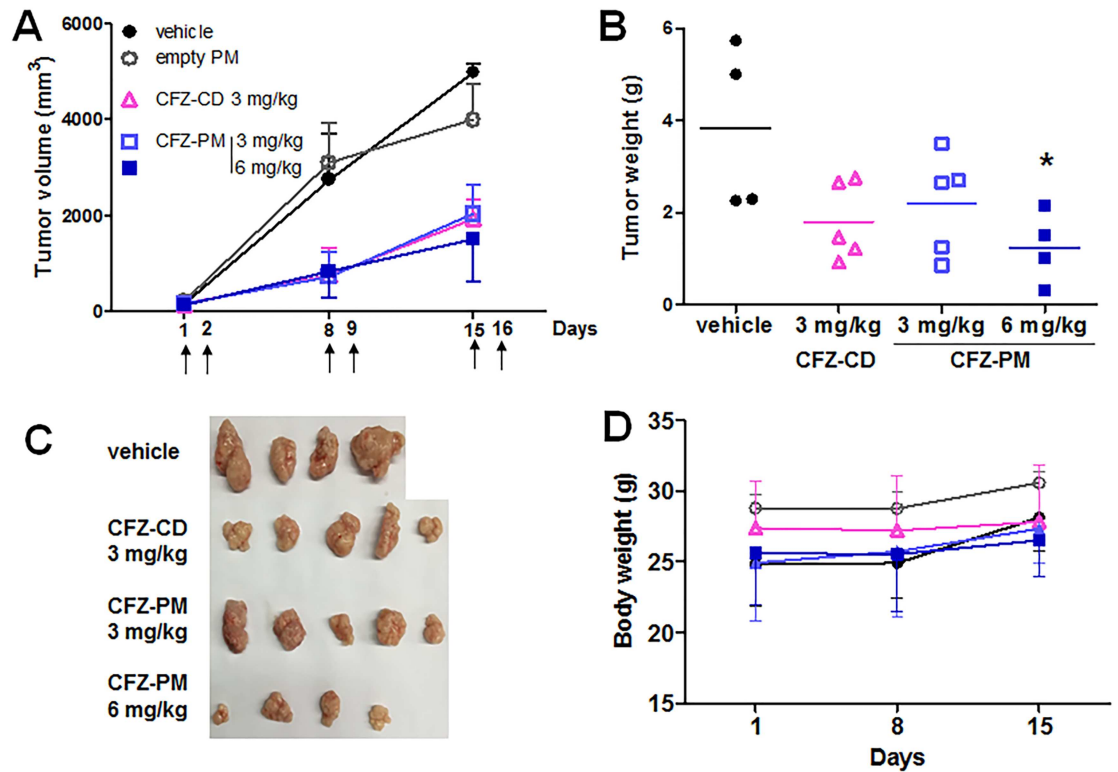 A
Tumor volume (mm3)
6000
4000
2000
0
vehicle
empty PM
CFZ-CD 3 mg/kg
CFZ-PM 3 mg/kg
6 mg/kg
1 2 8 9 15 16 Days
B
Tumor weight (g)
6
4
2
0
*
vehicle 3 mg/kg 3 mg/kg 6 mg/kg
CFZ-CD CFZ-PM
C
vehicle
CFZ-CD
3 mg/kg
CFZ-PM
3 mg/kg
CFZ-PM
6 mg/kg
D
Body weight (g)
35
30
25
20
15
1 8 15
Days